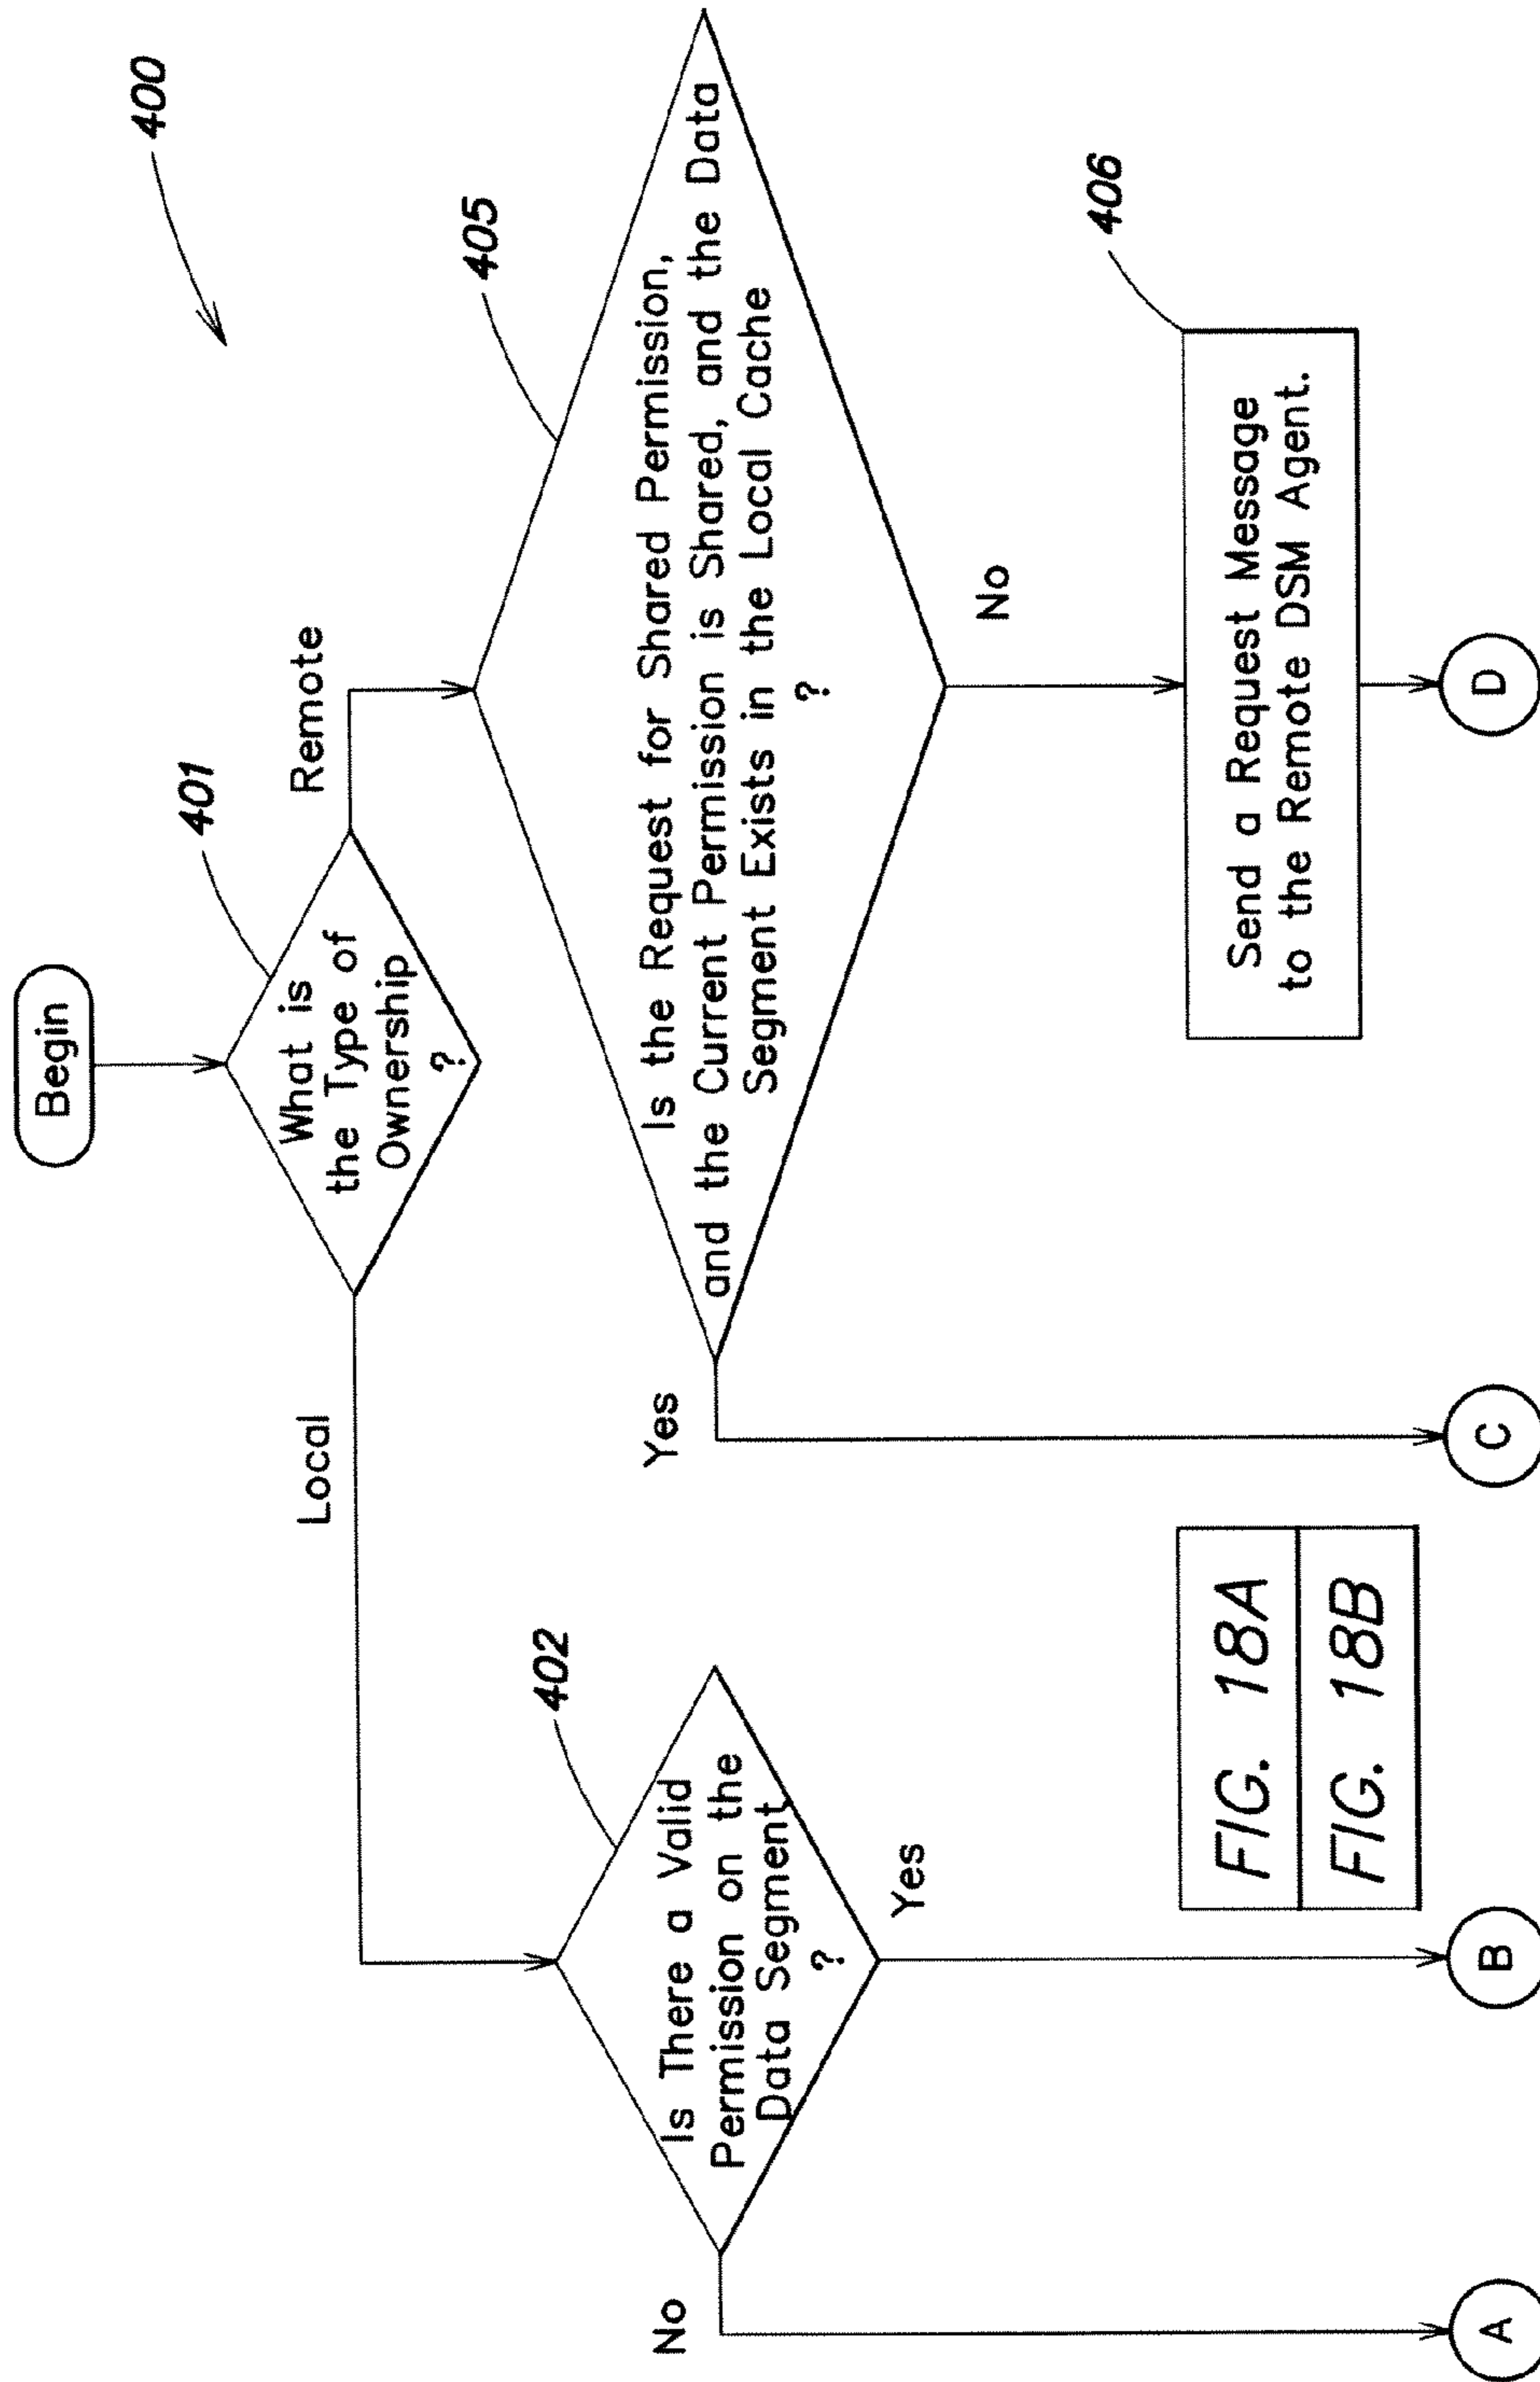 400
Begin
401
What is
the Type of
Ownership
?
Local
Remote
402
Is There a Valid
Permission on the
Data Segment
?
No
Yes
405
Is the Request for Shared Permission,
and the Current Permission is Shared, and the Data
Segment Exists in the Local Cache
?
Yes
No
406
Send a Request Message
to the Remote DSM Agent.
FIG. 18A
FIG. 18B
A
B
C
D